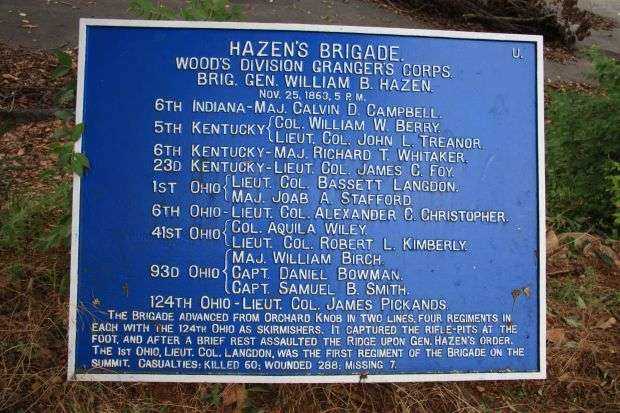 HAZEN'S BRIGADE. U.
WOOD'S DIVISION GRANGER'S CORPS.
BRIG. GEN. WILLIAM B. HAZEN.
NOV. 25, 1863, 5 P.M.
6TH INDIANA-MAJ. CALVIN D. CAMPBELL.
5TH KENTUCKY { COL. WILLIAM W. BERRY.
LIEUT. COL. JOHN L. TREANOR.
6TH KENTUCKY-MAJ. RICHARD T. WHITAKER.
23D KENTUCKY-LIEUT. COL. JAMES C. FOY.
1ST OHIO { LIEUT. COL. BASSETT LANGDON.
MAJ. JOAB A. STAFFORD
6TH OHIO-LIEUT. COL. ALEXANDER C. CHRISTOPHER.
41ST OHIO { COL. AQUILA WILEY.
LIEUT. COL. ROBERT L. KIMBERLY.
93D OHIO { MAJ. WILLIAM BIRCH.
CAPT. DANIEL BOWMAN.
CAPT. SAMUEL B. SMITH.
124TH OHIO-LIEUT. COL. JAMES PICKANDS.
THE BRIGADE ADVANCED FROM ORCHARD KNOB IN TWO LINES, FOUR REGIMENTS IN
EACH WITH THE 124TH OHIO AS SKIRMISHERS. IT CAPTURED THE RIFLE-PITS AT THE
FOOT, AND AFTER A BRIEF REST ASSAULTED THE RIDGE UPON GEN. HAZEN'S ORDER.
THE 1ST OHIO, LIEUT. COL. LANGDON, WAS THE FIRST REGIMENT OF THE BRIGADE ON THE
SUMMIT. CASUALTIES: KILLED 60; WOUNDED 288; MISSING 7.